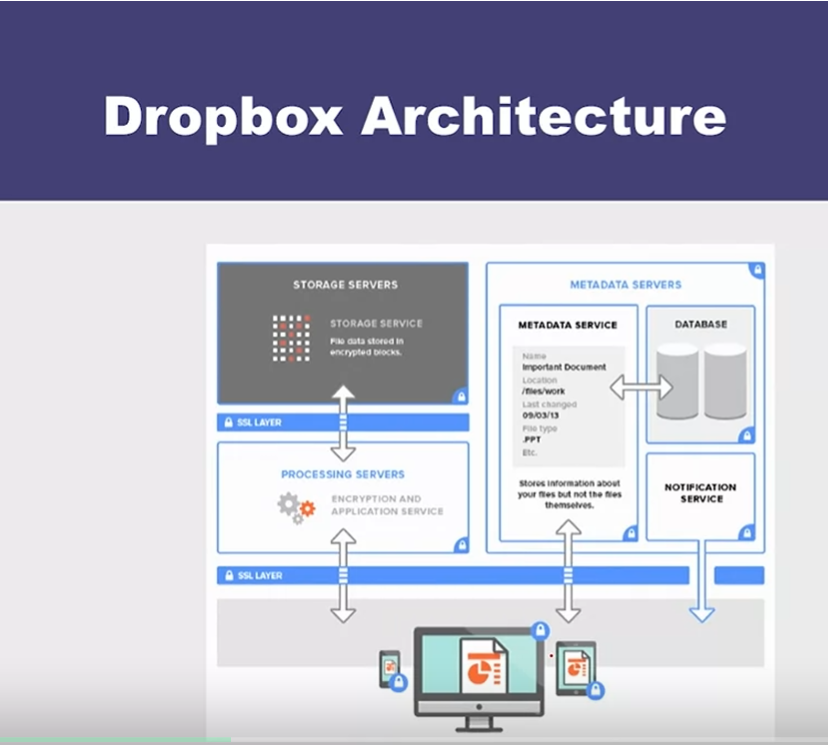 Dropbox Architecture
STORAGE SERVERS
STORAGE SERVICE
File data stored in
encrypted blocks.
SSL LAYER
PROCESSING SERVERS
ENCRYPTION AND
APPLICATION SERVICE
METADATA SERVERS
METADATA SERVICE
Name
Important Document
Location
/files/work
Last changed
09/03/13
File type
.PPT
Etc.
Stores information about
your files but not the files
themselves.
DATABASE
NOTIFICATION
SERVICE
SSL LAYER